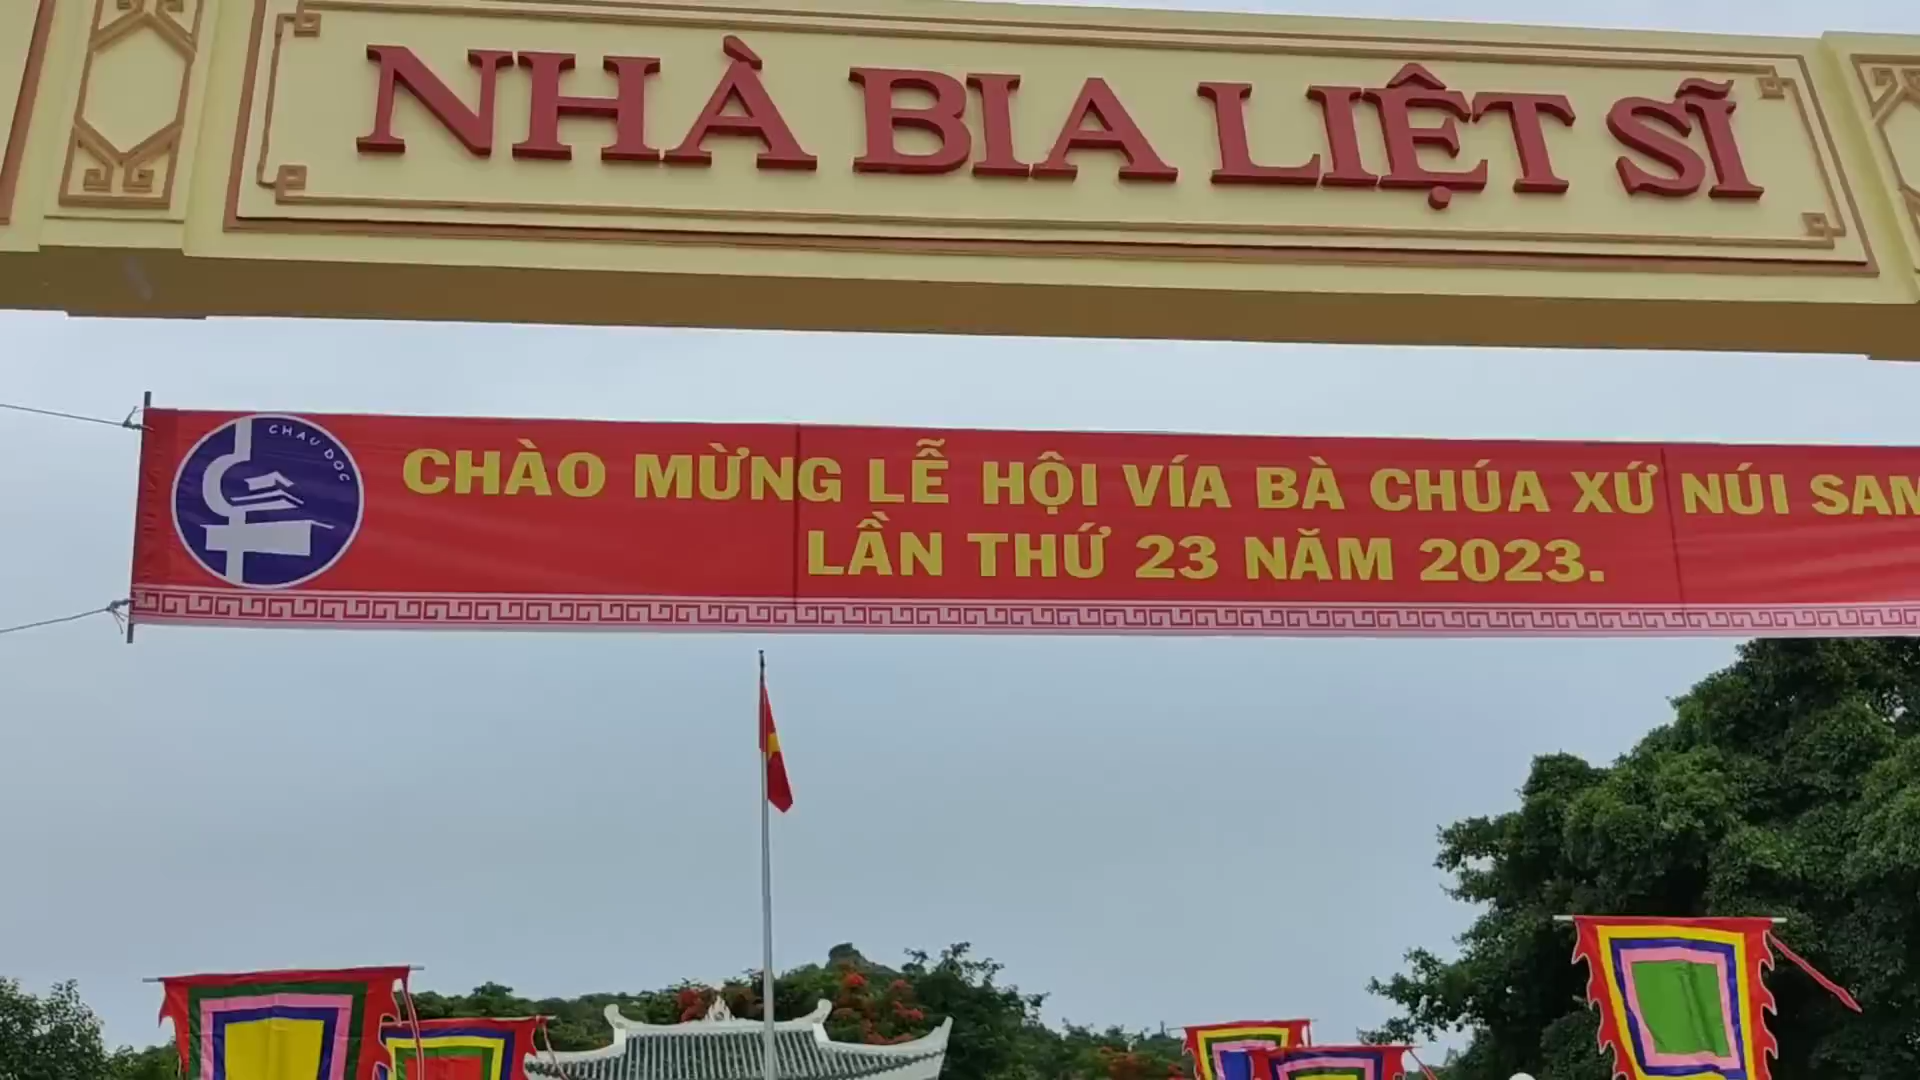 NHÀ BIA LIỆT SĨ
CHAU DOC
CHÀO MỪNG LỄ HỘI VÍA BÀ CHÚA XỨ NÚI SAM
LẦN THỨ 23 NĂM 2023.